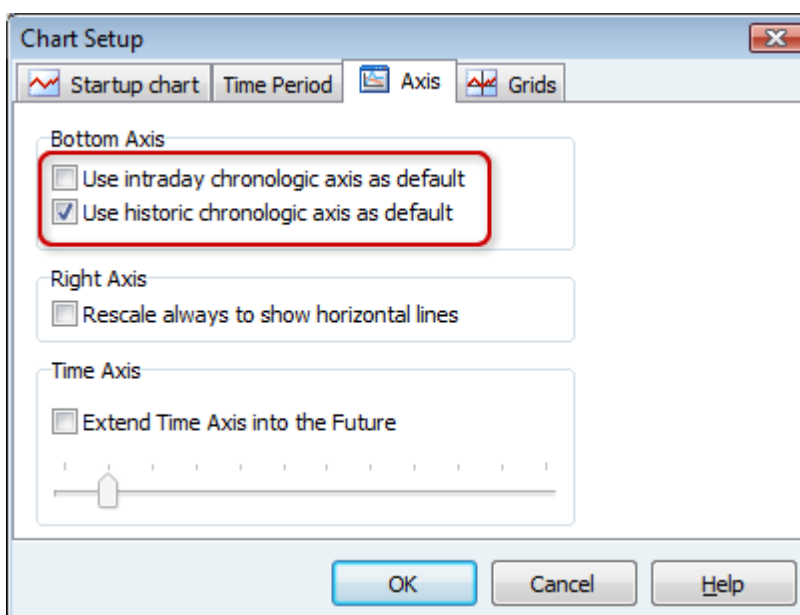 Chart Setup
Startup chart Time Period Axis Grids
Bottom Axis
Use intraday chronologic axis as default
Use historic chronologic axis as default
Right Axis
Rescale always to show horizontal lines
Time Axis
Extend Time Axis into the Future
OK Cancel Help